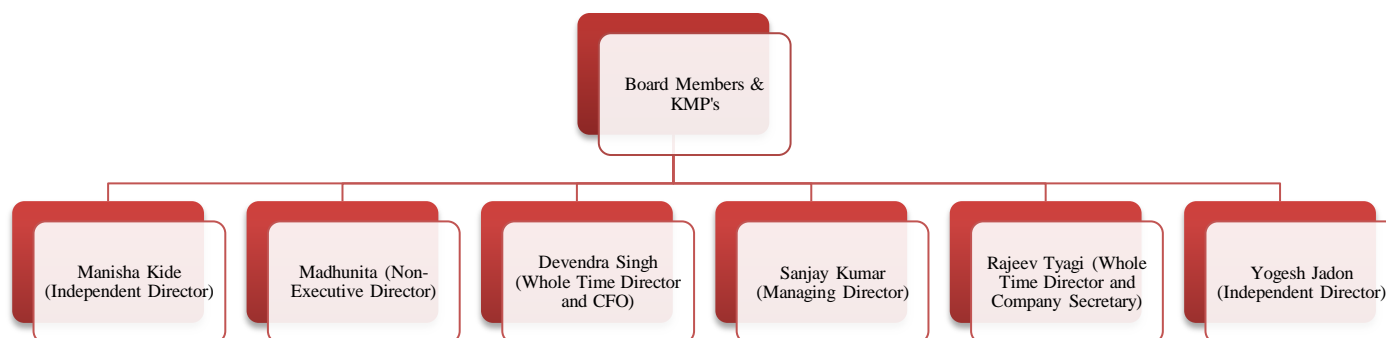 Board Members &
KMP's
Manisha Kide
(Independent Director)
Madhunita (Non-
Executive Director)
Devendra Singh
(Whole Time Director
and CFO)
Sanjay Kumar
(Managing Director)
Rajeev Tyagi (Whole
Time Director and
Company Secretary)
Yogesh Jadon
(Independent Director)